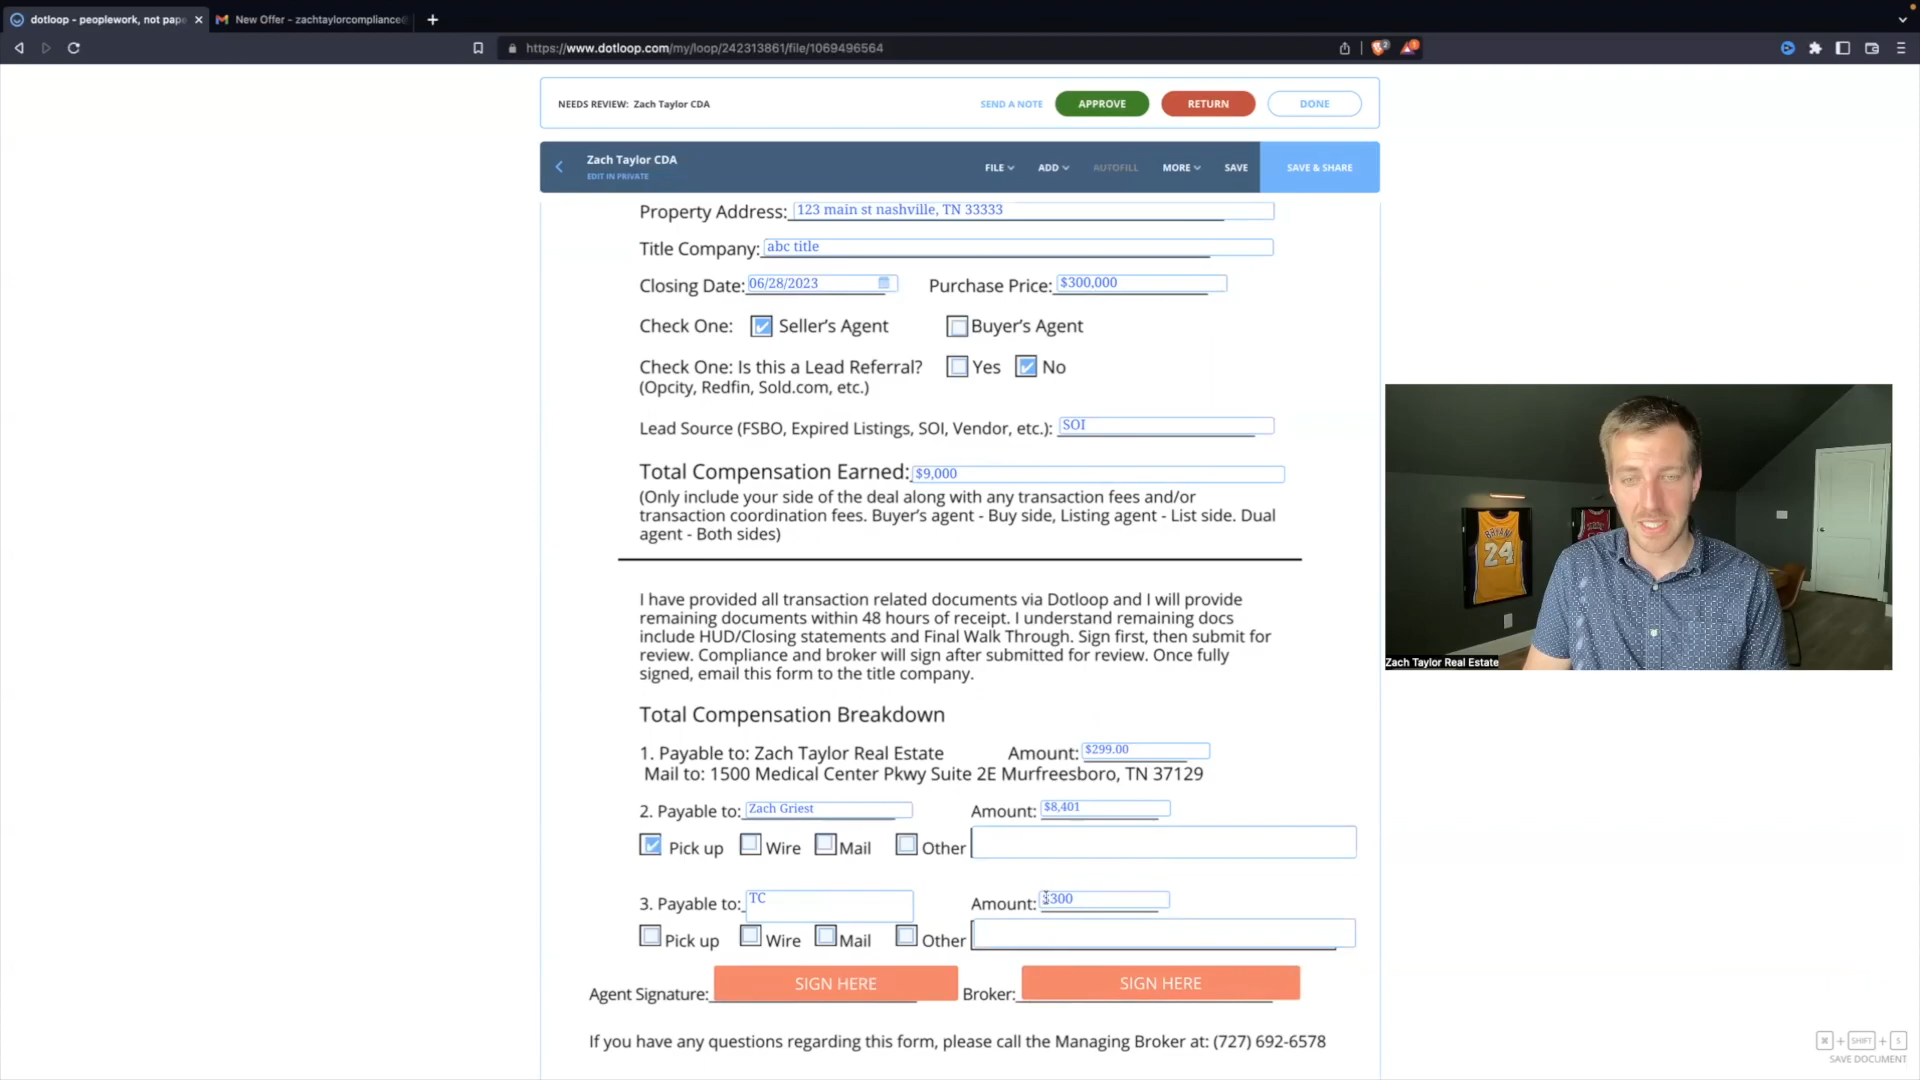 dotloop - peoplework, not pap
New Offer - zachtaylorcompliance@
https://www.dotloop.com/my/loop/242313861/file/1069496564
NEEDS REVIEW: Zach Taylor CDA
SEND A NOTE
APPROVE
RETURN
DONE
Zach Taylor CDA
EDIT IN PRIVATE
FILE
ADD
AUTOFILL
MORE
SAVE
SAVE & SHARE
Property Address: 123 main st nashville, TN 33333
Title Company: abc title
Closing Date: 06/28/2023 Purchase Price: $300,000
Check One: Seller's Agent Buyer's Agent
Check One: Is this a Lead Referral? Yes No
(Opcity, Redfin, Sold.com, etc.)
Lead Source (FSBO, Expired Listings, SOI, Vendor, etc.): SOI
Total Compensation Earned: $9,000
(Only include your side of the deal along with any transaction fees and/or
transaction coordination fees. Buyer's agent - Buy side, Listing agent - List side. Dual
agent - Both sides)
I have provided all transaction related documents via Dotloop and I will provide
remaining documents within 48 hours of receipt. I understand remaining docs
include HUD/Closing statements and Final Walk Through. Sign first, then submit for
review. Compliance and broker will sign after submitted for review. Once fully
signed, email this form to the title company.
Total Compensation Breakdown
1. Payable to: Zach Taylor Real Estate Amount: $299.00
Mail to: 1500 Medical Center Pkwy Suite 2E Murfreesboro, TN 37129
2. Payable to: Zach Griest Amount: $8,401
Pick up Wire Mail Other
3. Payable to: TC Amount: $300
Pick up Wire Mail Other
Agent Signature: SIGN HERE Broker: SIGN HERE
If you have any questions regarding this form, please call the Managing Broker at: (727) 692-6578
BRYANT
24
Zach Taylor Real Estate
⌘ + SHIFT + S
SAVE DOCUMENT